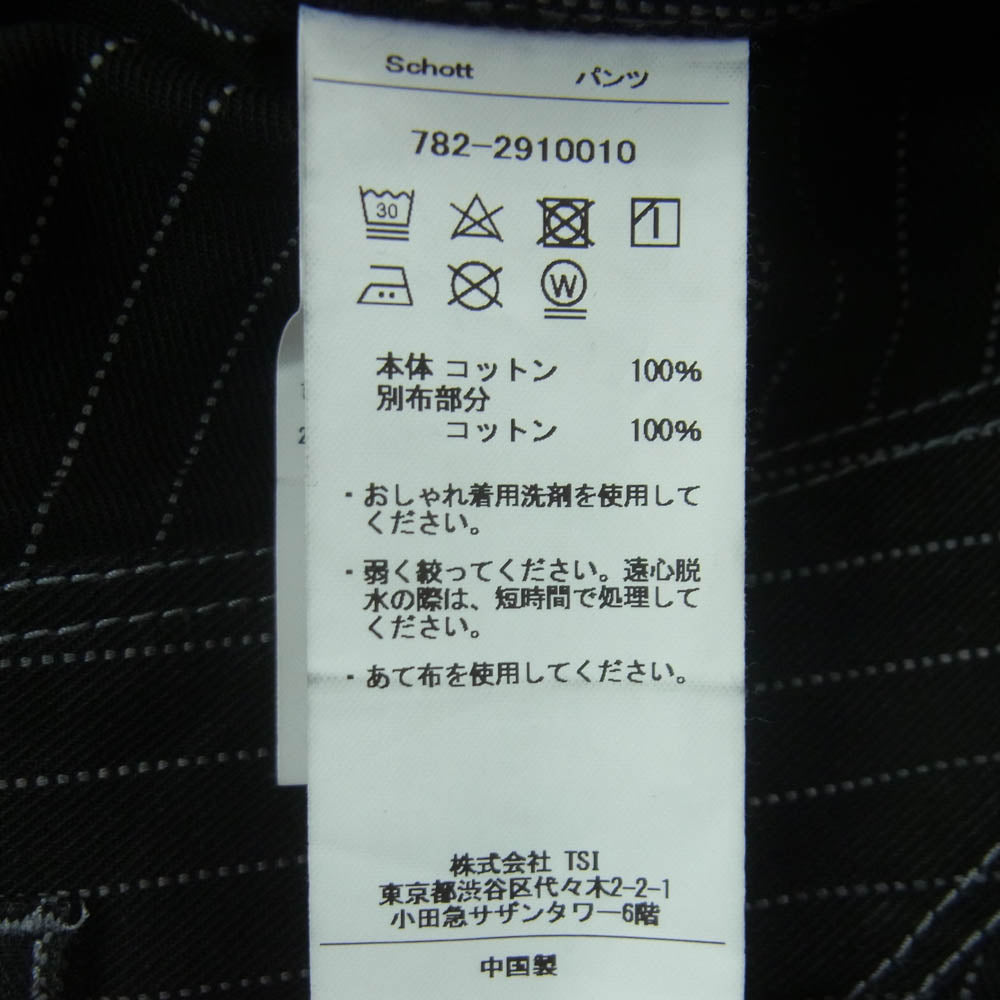 Schott パンツ
782-2910010
30
W
本体 コットン 100%
別布部分
コットン 100%
・おしゃれ着用洗剤を使用して
ください。
・弱く絞ってください。遠心脱
水の際は、短時間で処理して
ください。
・あて布を使用してください。
株式会社 TSI
東京都渋谷区代々木2-2-1
小田急サザンタワー6階
中国製